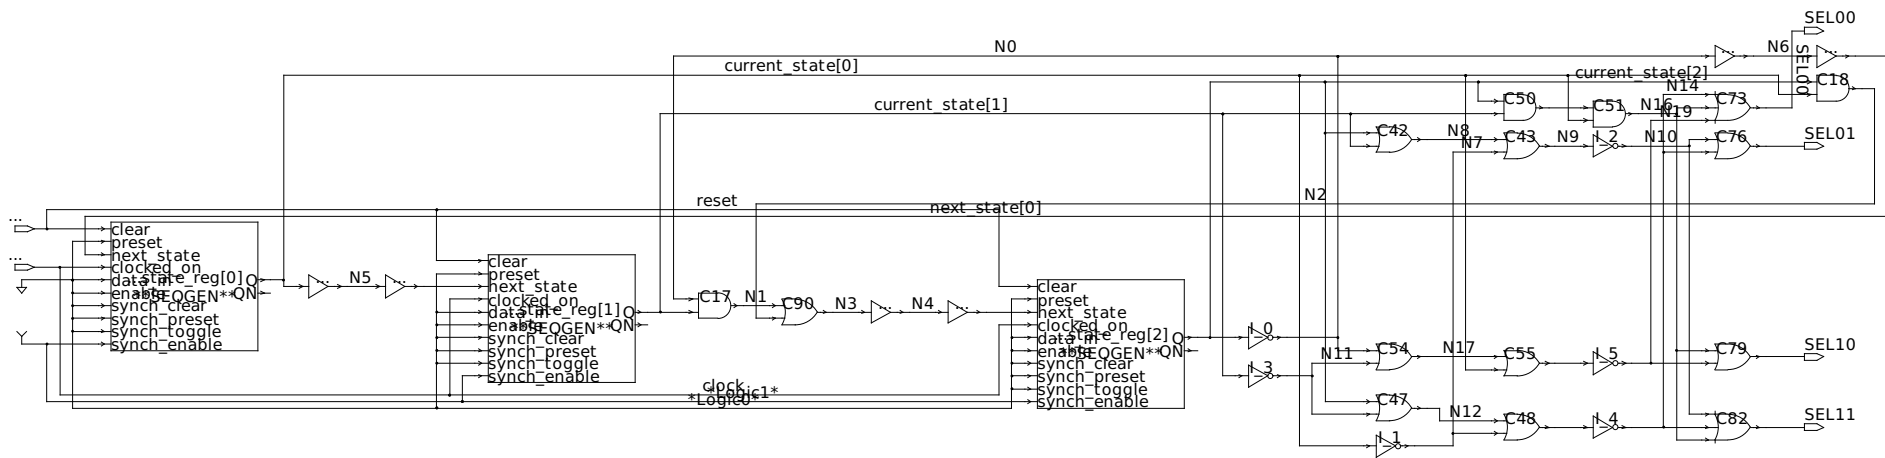 SEL00
N0
N6
SEL00
current_state[0]
current_state[2]
C18
N14
C50
C51
N16
C73
N19
current_state[1]
C42
N8
N7
C43
N9
I_2
N10
C76
SEL01
reset
N2
next_state[0]
...
clear
preset
next_state
...
clocked_on
data_in
state_reg[0]
Q
enable
**SEQGEN**
QN
synch_clear
synch_preset
synch_toggle
synch_enable
...
N5
...
clear
preset
next_state
clocked_on
data_in
state_reg[1]
Q
enable
**SEQGEN**
QN
synch_clear
synch_preset
synch_toggle
synch_enable
C17
N1
C90
N3
...
N4
...
clear
preset
next_state
clocked_on
data_in
state_reg[2]
Q
enable
**SEQGEN**
QN
synch_clear
synch_preset
synch_toggle
synch_enable
clock
*Logic1*
*Logic0*
I_0
I_3
N11
C54
N17
C55
I_5
C79
SEL10
C47
N12
C48
I_4
C82
SEL11
I_1
...
...